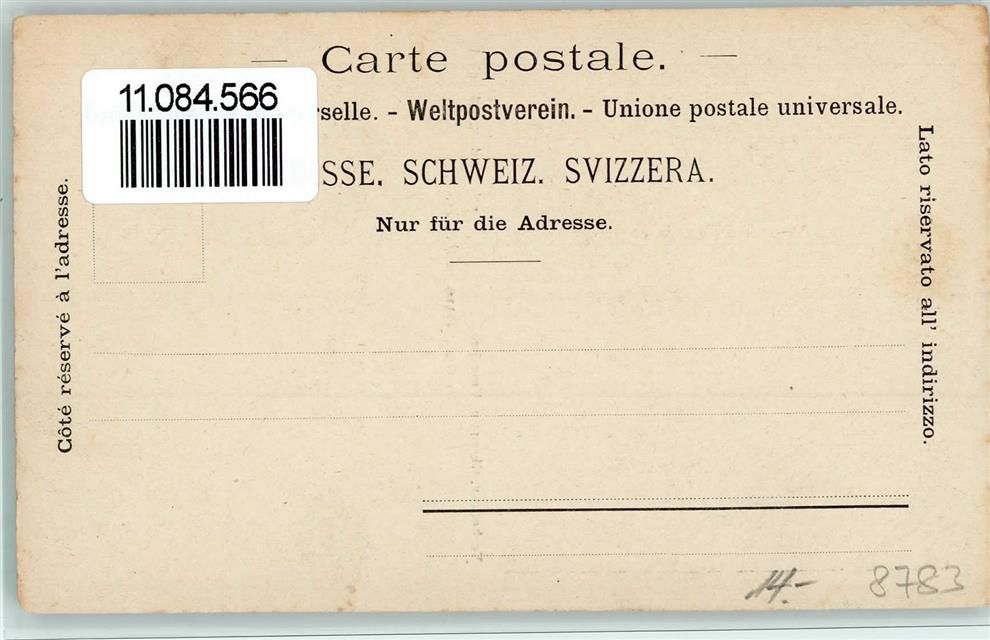 Carte postale.
11.084.566
rselle. - Weltpostverein. - Unione postale universale.
SSE. SCHWEIZ. SVIZZERA.
Nur für die Adresse.
Côté réservé à l'adresse.
Lato riservato all' indirizzo.
14.-
8783